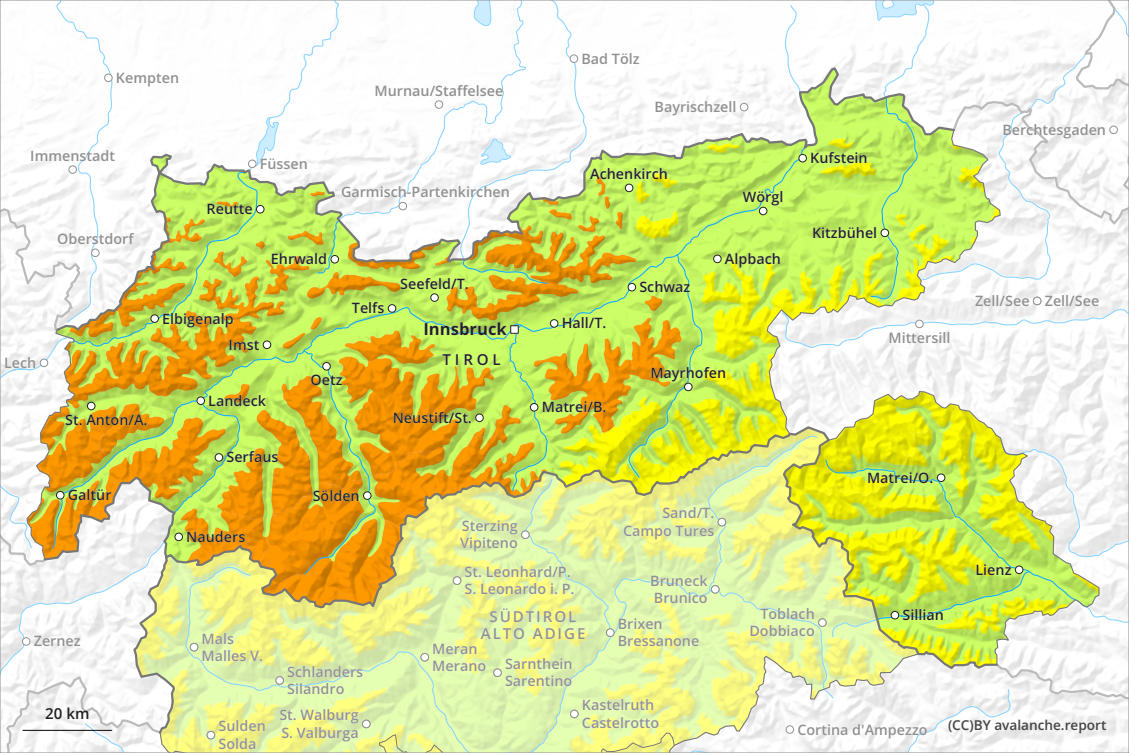 Kempten
Bad Tölz
Murnau/Staffelsee
Bayrischzell
Berchtesgaden
Immenstadt
Füssen
Kufstein
Achenkirch
Garmisch-Partenkirchen
Wörgl
Reutte
Kitzbühel
Oberstdorf
Ehrwald
Alpbach
Seefeld/T.
Schwaz
Zell/See
Zell/See
Telfs
Elbigenalp
Innsbruck
Hall/T.
Mittersill
Imst
TIROL
Lech
Oetz
Mayrhofen
Landeck
St. Anton/A.
Neustift/St.
Matrei/B.
Serfaus
Matrei/O.
Galtür
Sölden
Sand/T.
Campo Tures
Sterzing
Vipiteno
Nauders
St. Leonhard/P.
S. Leonardo i. P.
Lienz
Bruneck
Brunico
SÜDTIROL
ALTO ADIGE
Toblach
Dobbiaco
Sillian
Brixen
Bressanone
Zernez
Mals
Malles V.
Meran
Merano
Sarnthein
Sarentino
Schlanders
Silandro
20 km
St. Walburg
S. Valburga
Kastelruth
Castelrotto
Sulden
Solda
Cortina d'Ampezzo
(CC)BY avalanche.report